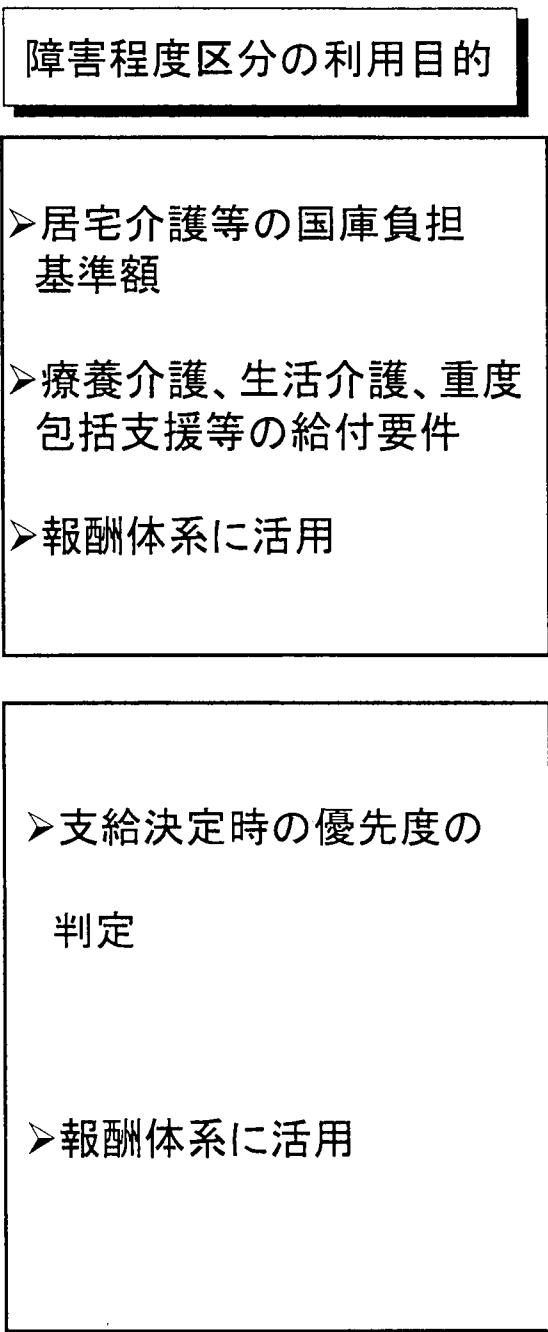 障害程度区分の利用目的
➢居宅介護等の国庫負担
基準額
➢療養介護、生活介護、重度
包括支援等の給付要件
➢報酬体系に活用
➢支給決定時の優先度の
判定
➢報酬体系に活用